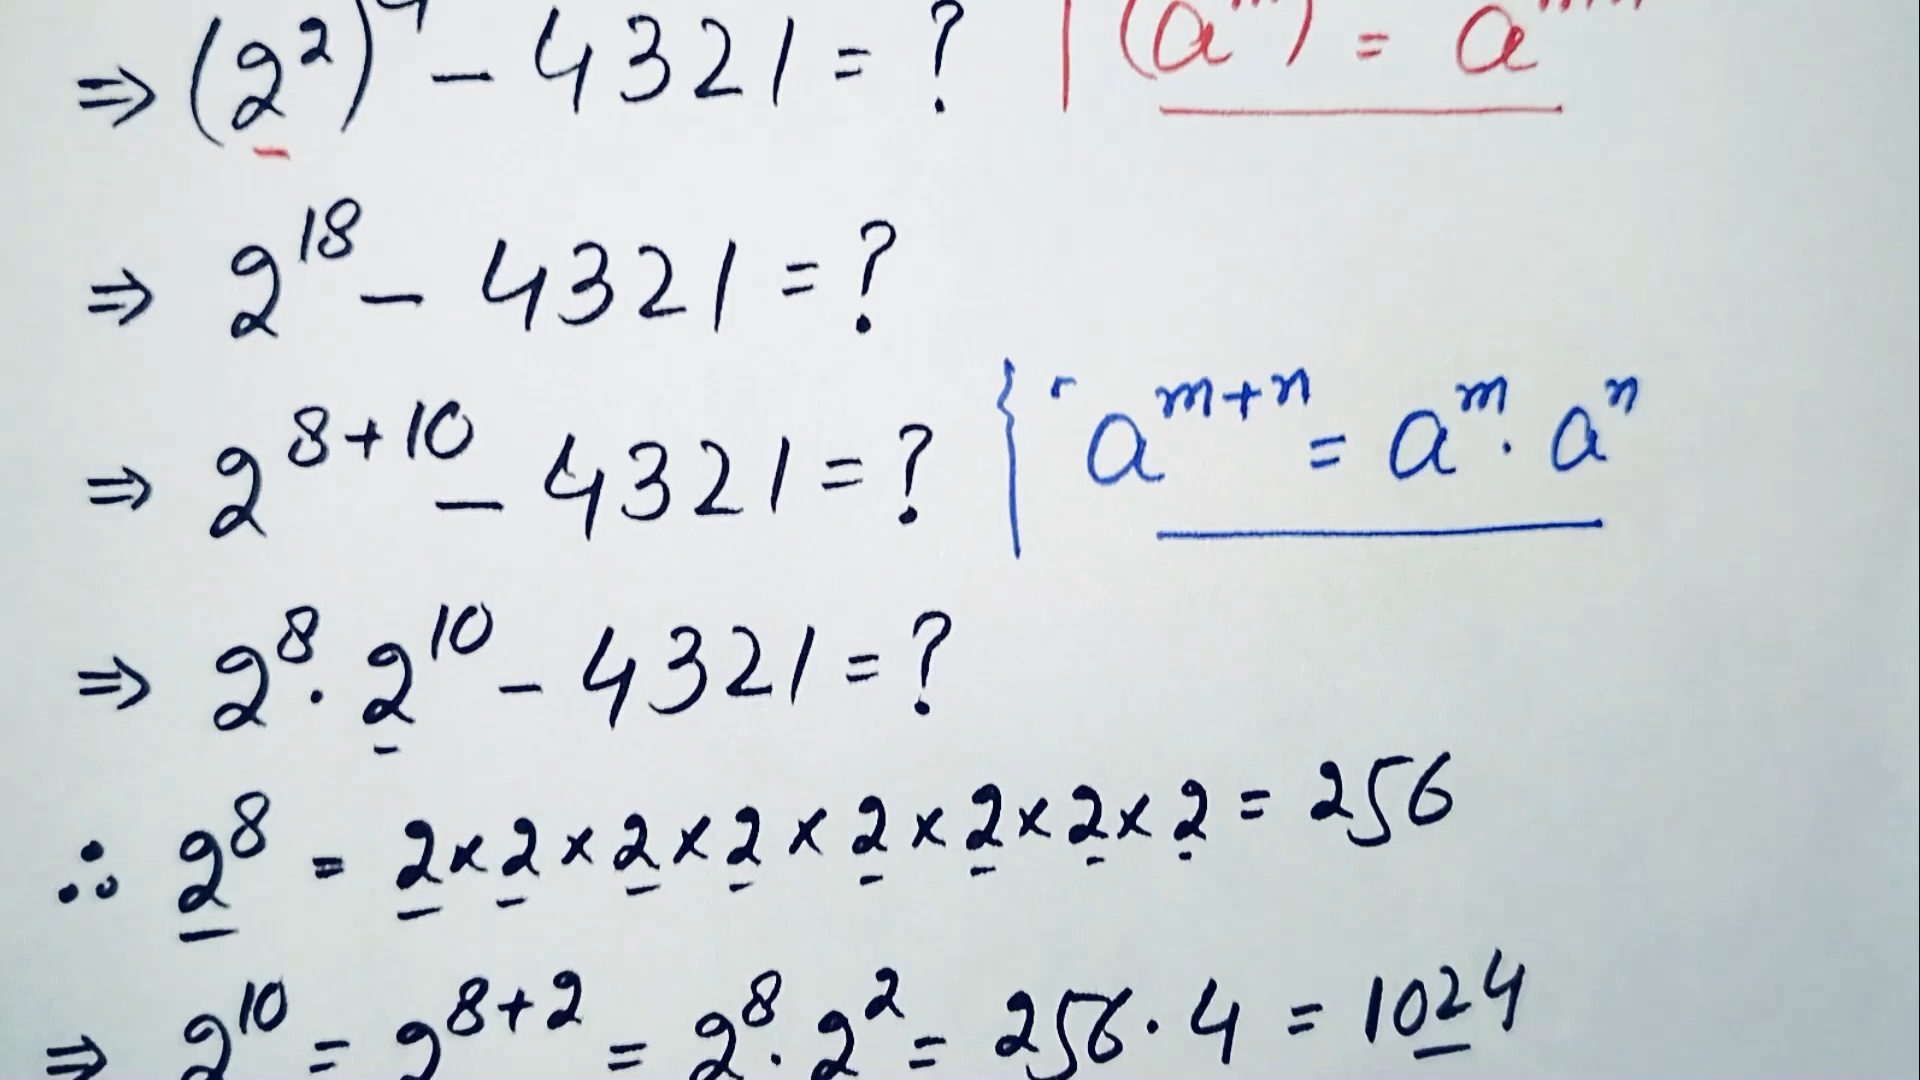 ⇒ (2²)⁹ - 4321 = ? | (aᵐ)ⁿ = aᵐⁿ
⇒ 2¹⁸ - 4321 = ?
⇒ 2⁸⁺¹⁰ - 4321 = ? { aᵐ⁺ⁿ = aᵐ · aⁿ
⇒ 2⁸ · 2¹⁰ - 4321 = ?
∴ 2⁸ = 2 × 2 × 2 × 2 × 2 × 2 × 2 × 2 = 256
⇒ 2¹⁰ = 2⁸⁺² = 2⁸ · 2² = 256 · 4 = 1024